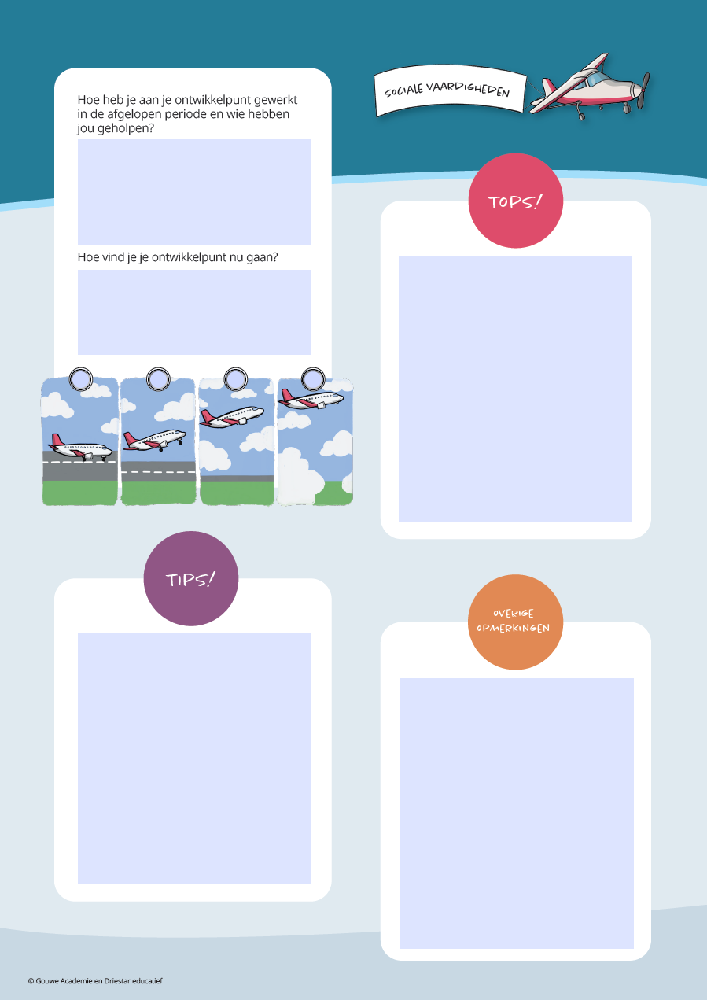 Hoe heb je aan je ontwikkelpunt gewerkt
in de afgelopen periode en wie hebben
jou geholpen?
Hoe vind je je ontwikkelpunt nu gaan?
TIPS!
SOCIALE VAARDIGHEDEN
TOPS!
OVERIGE
OPMERKINGEN
© Gouwe Academie en Driestar educatief